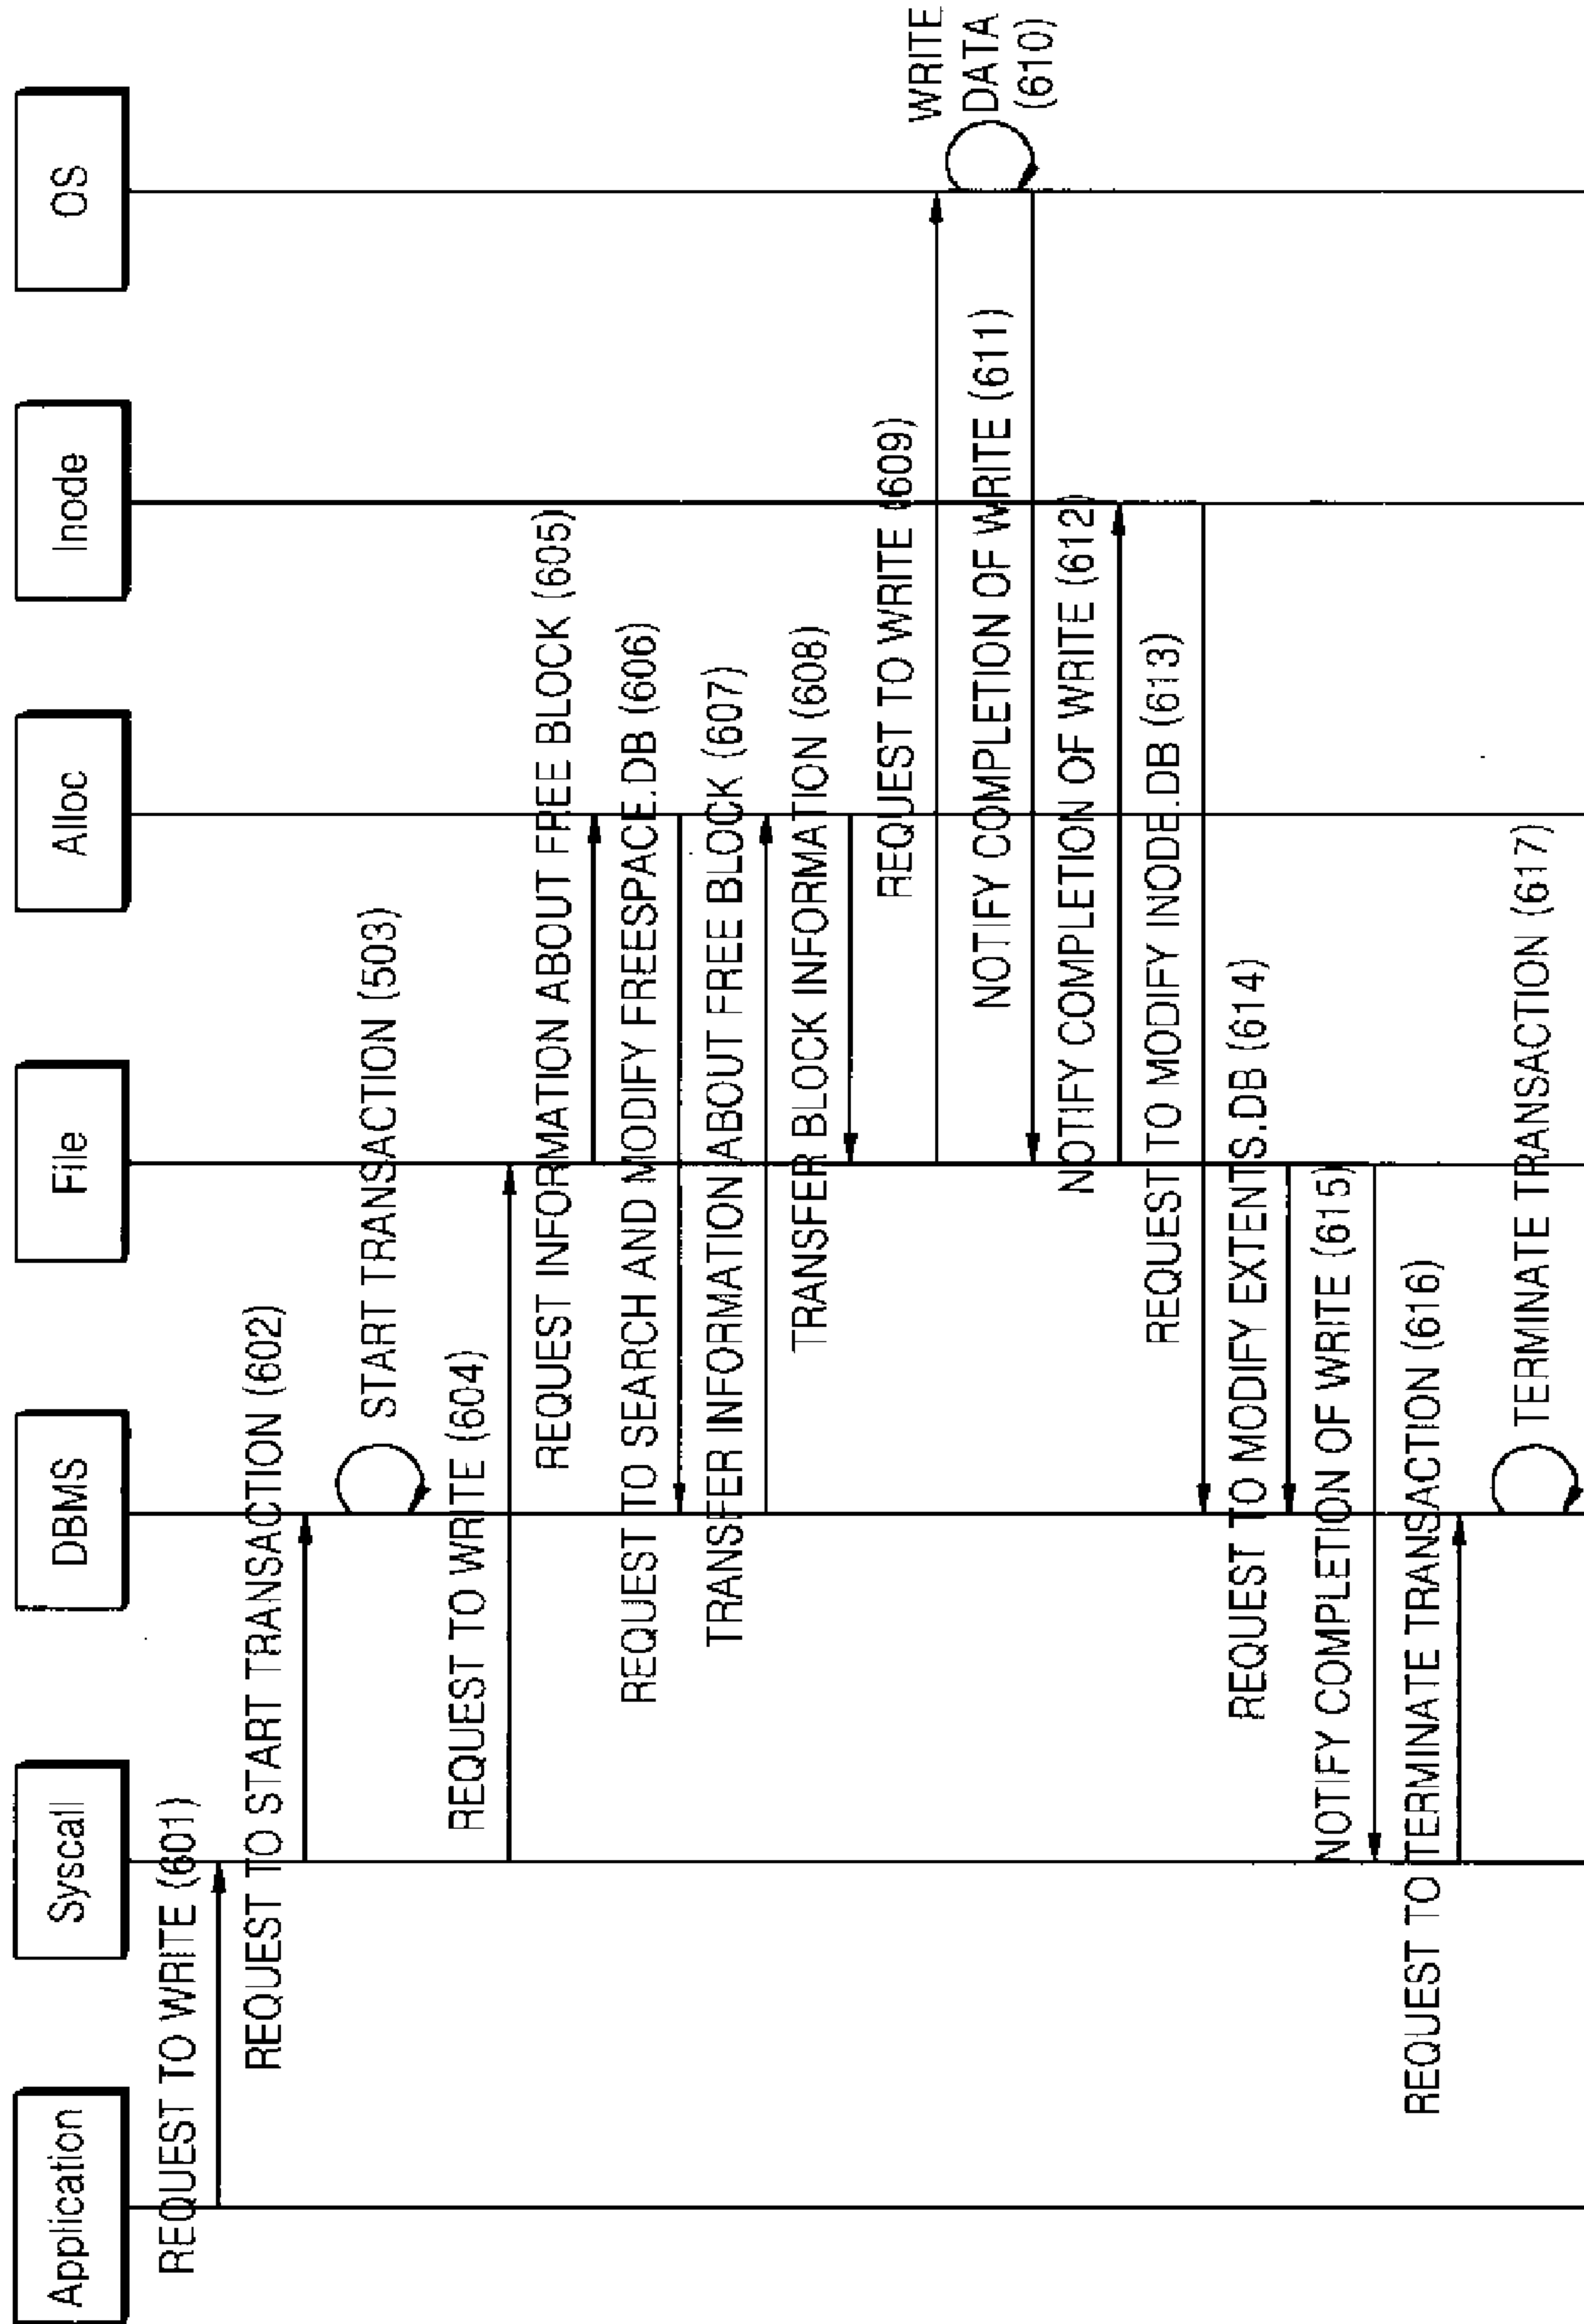 Application
Syscall
DBMS
File
Alloc
Inode
OS
REQUEST TO WRITE (601)
REQUEST TO START TRANSACTION (602)
START TRANSACTION (503)
REQUEST TO WRITE (604)
REQUEST INFORMATION ABOUT FREE BLOCK (605)
REQUEST TO SEARCH AND MODIFY FREESPACE.DB (606)
TRANSFER INFORMATION ABOUT FREE BLOCK (607)
TRANSFER BLOCK INFORMATION (608)
REQUEST TO WRITE (609)
WRITE
DATA
(610)
NOTIFY COMPLETION OF WRITE (611)
NOTIFY COMPLETION OF WRITE (612)
REQUEST TO MODIFY INODE.DB (613)
REQUEST TO MODIFY EXTENTS.DB (614)
NOTIFY COMPLETION OF WRITE (615)
REQUEST TO TERMINATE TRANSACTION (616)
TERMINATE TRANSACTION (617)